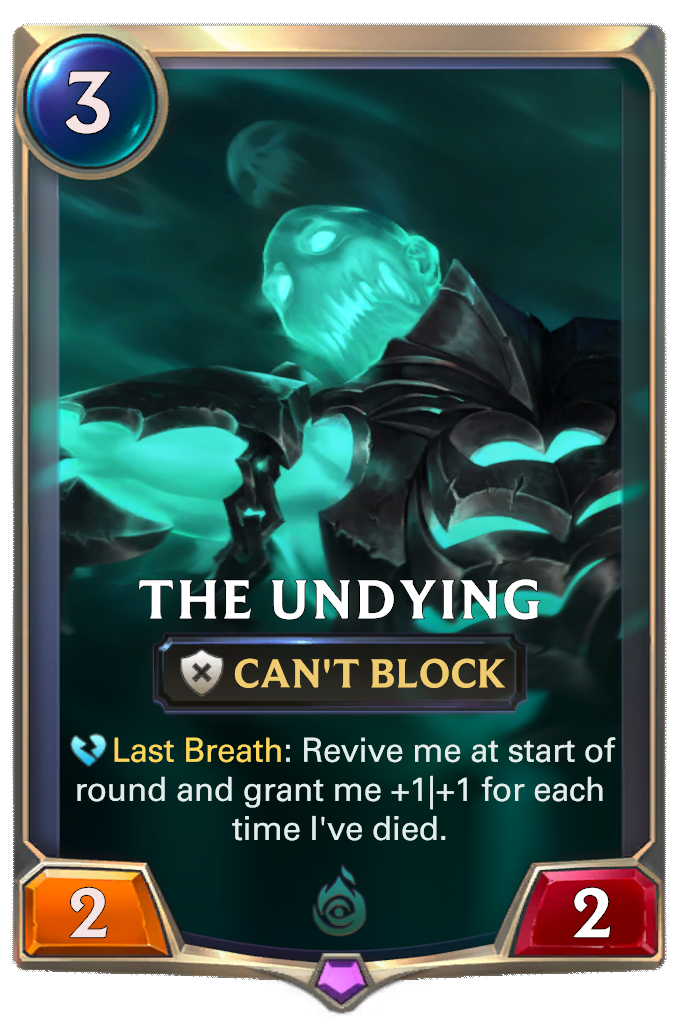 3
THE UNDYING
CAN'T BLOCK
Last Breath: Revive me at start of
round and grant me +1|+1 for each
time I've died.
2
2